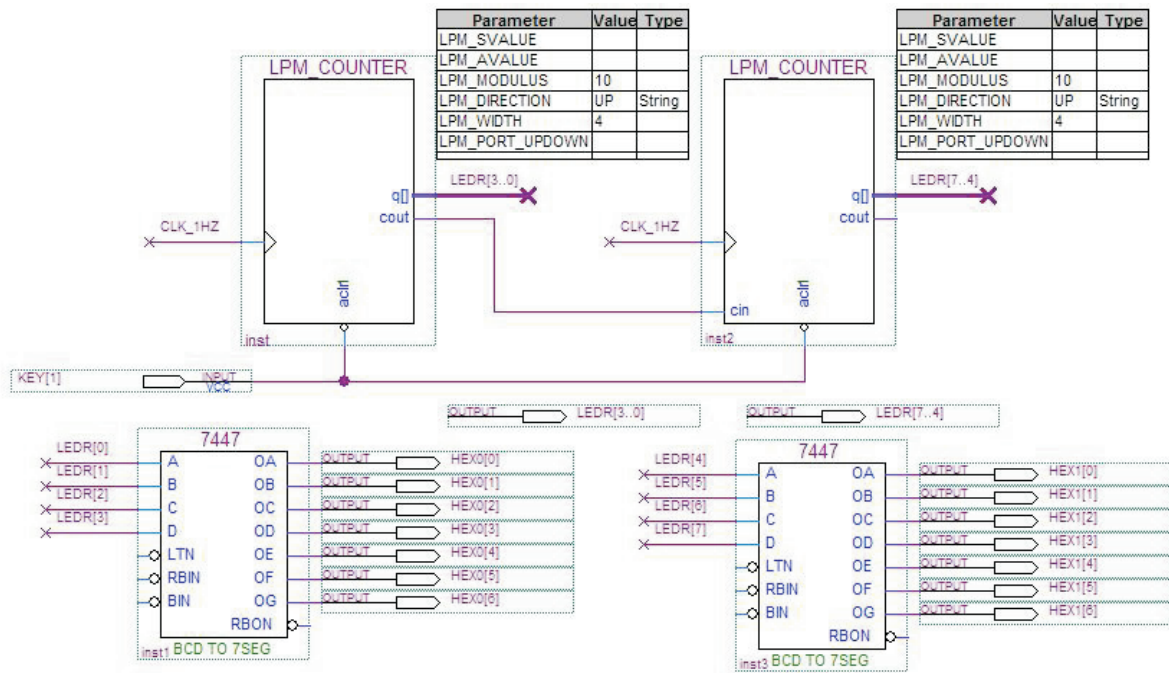 Parameter Value Type
LPM_SVALUE
LPM_AVALUE
LPM_MODULUS 10
LPM_DIRECTION UP String
LPM_WIDTH 4
LPM_PORT_UPDOWN
Parameter Value Type
LPM_SVALUE
LPM_AVALUE
LPM_MODULUS 10
LPM_DIRECTION UP String
LPM_WIDTH 4
LPM_PORT_UPDOWN
LPM_COUNTER
LEDR[3..0]
q[]
cout
CLK_1HZ
aclr
inst
LPM_COUNTER
LEDR[7..4]
q[]
cout
CLK_1HZ
cin
aclr
inst2
KEY[1] INPUT
VCC
OUTPUT LEDR[3..0]
OUTPUT LEDR[7..4]
7447
LEDR[0] A OA OUTPUT HEX0[0]
LEDR[1] B OB OUTPUT HEX0[1]
LEDR[2] C OC OUTPUT HEX0[2]
LEDR[3] D OD OUTPUT HEX0[3]
LTN OE OUTPUT HEX0[4]
RBIN OF OUTPUT HEX0[5]
BIN OG OUTPUT HEX0[6]
RBON
inst1 BCD TO 7SEG
7447
LEDR[4] A OA OUTPUT HEX1[0]
LEDR[5] B OB OUTPUT HEX1[1]
LEDR[6] C OC OUTPUT HEX1[2]
LEDR[7] D OD OUTPUT HEX1[3]
LTN OE OUTPUT HEX1[4]
RBIN OF OUTPUT HEX1[5]
BIN OG OUTPUT HEX1[6]
RBON
inst3 BCD TO 7SEG